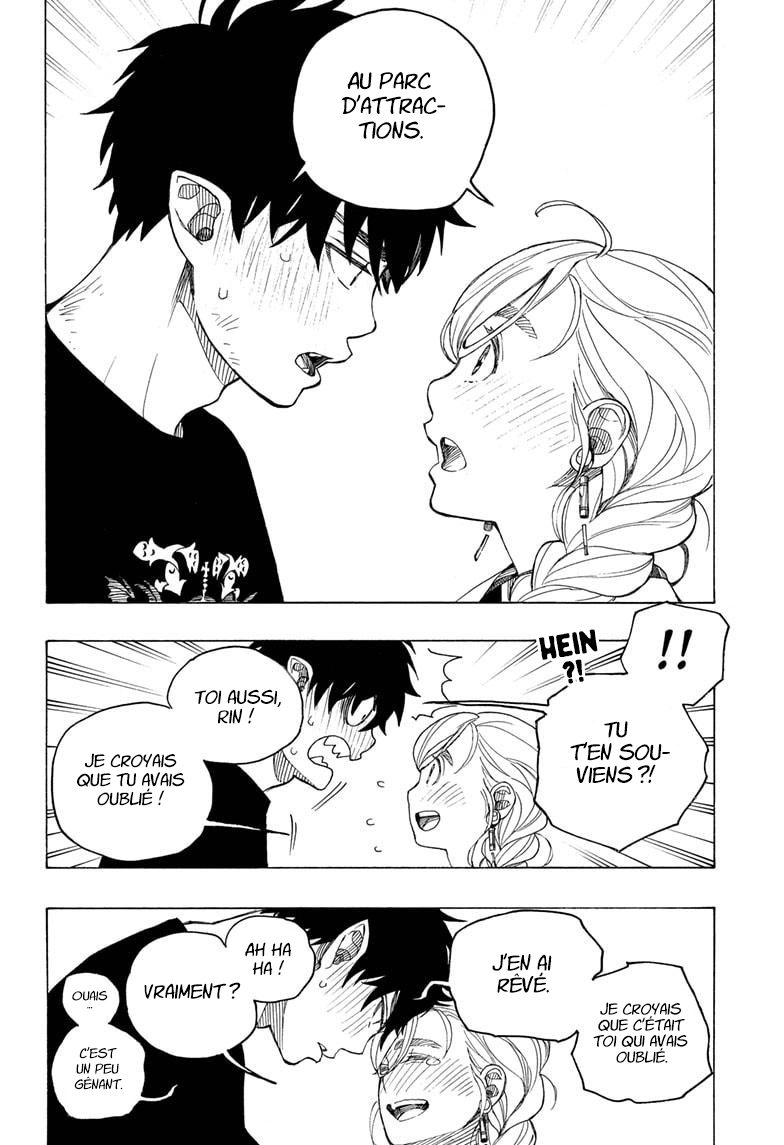 AU PARC
D'ATTRAC-
TIONS.
HEIN
?!
!!
TU
T'EN SOU-
VIENS ?!
TOI AUSSI,
RIN !
JE CROYAIS
QUE TU AVAIS
OUBLIÉ !
J'EN AI
RÊVÉ.
JE CROYAIS
QUE C'ÉTAIT
TOI QUI AVAIS
OUBLIÉ.
AH HA
HA !
VRAIMENT ?
OUAIS
...
C'EST
UN PEU
GÊNANT.